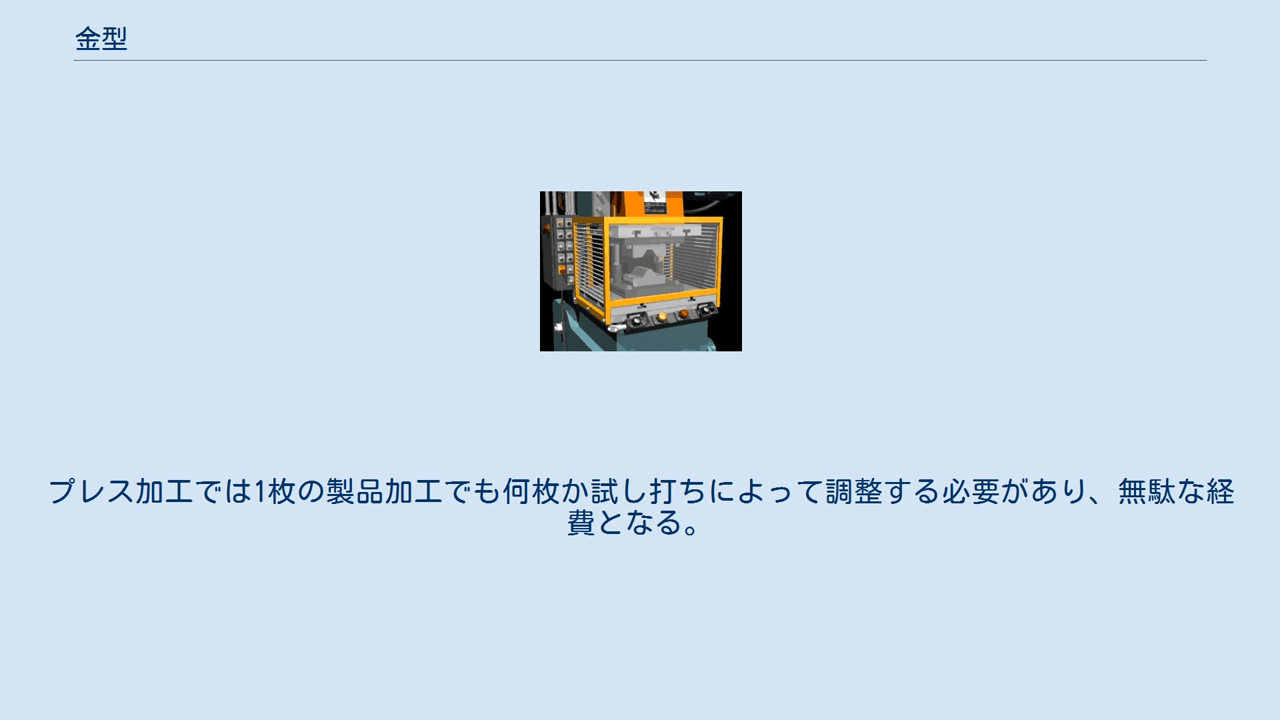 金型
プレス加工では1枚の製品加工でも何枚か試し打ちによって調整する必要があり、無駄な経
費となる。